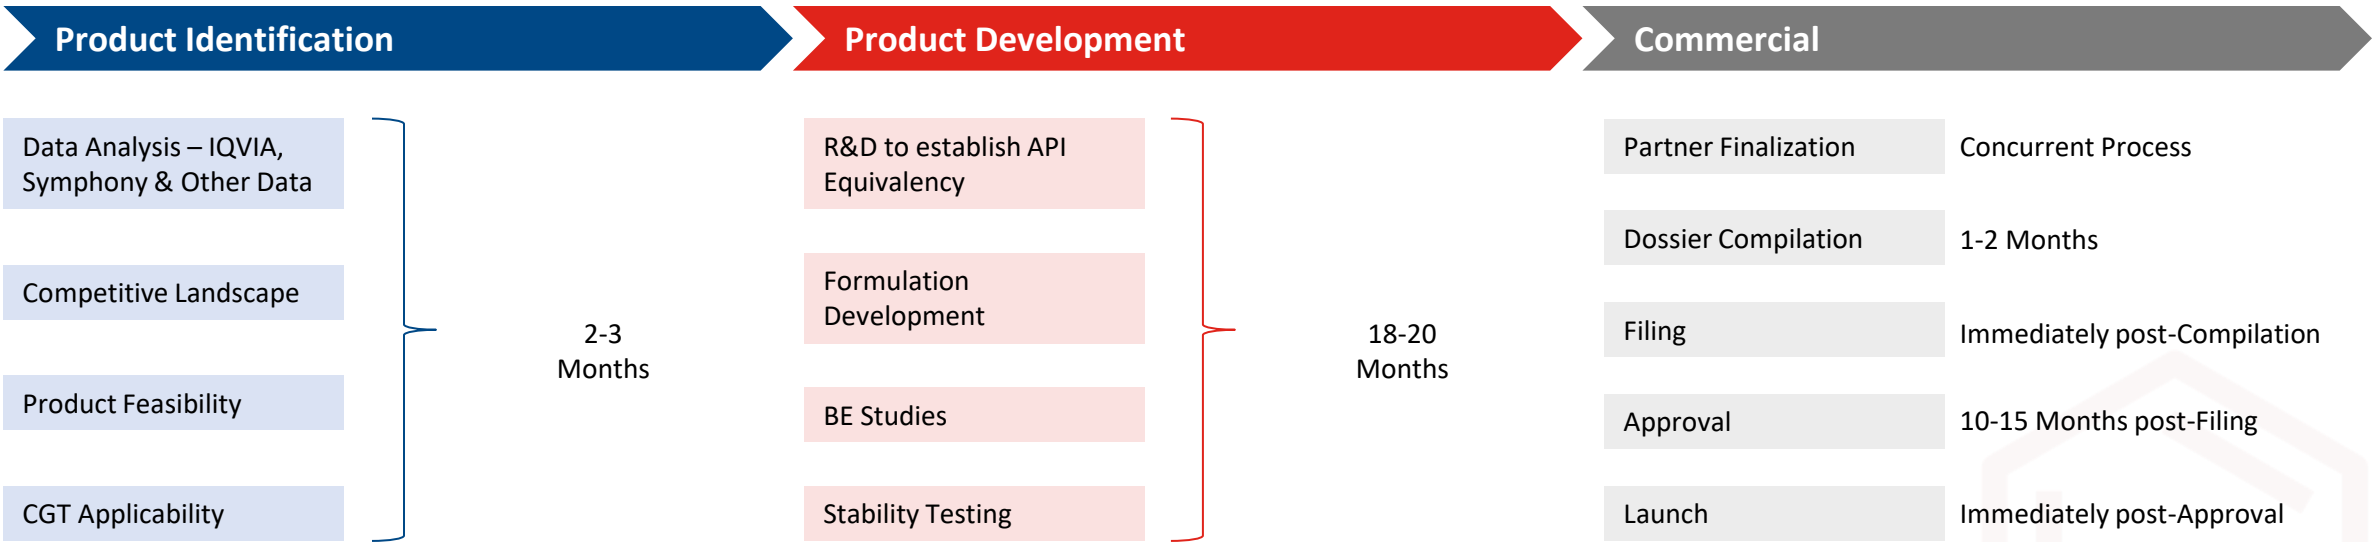 Product Identification
Product Development
Commercial
Data Analysis – IQVIA,
Symphony & Other Data
Competitive Landscape
Product Feasibility
CGT Applicability
2-3
Months
R&D to establish API
Equivalency
Formulation
Development
BE Studies
Stability Testing
18-20
Months
Partner Finalization
Concurrent Process
Dossier Compilation
1-2 Months
Filing
Immediately post-Compilation
Approval
10-15 Months post-Filing
Launch
Immediately post-Approval